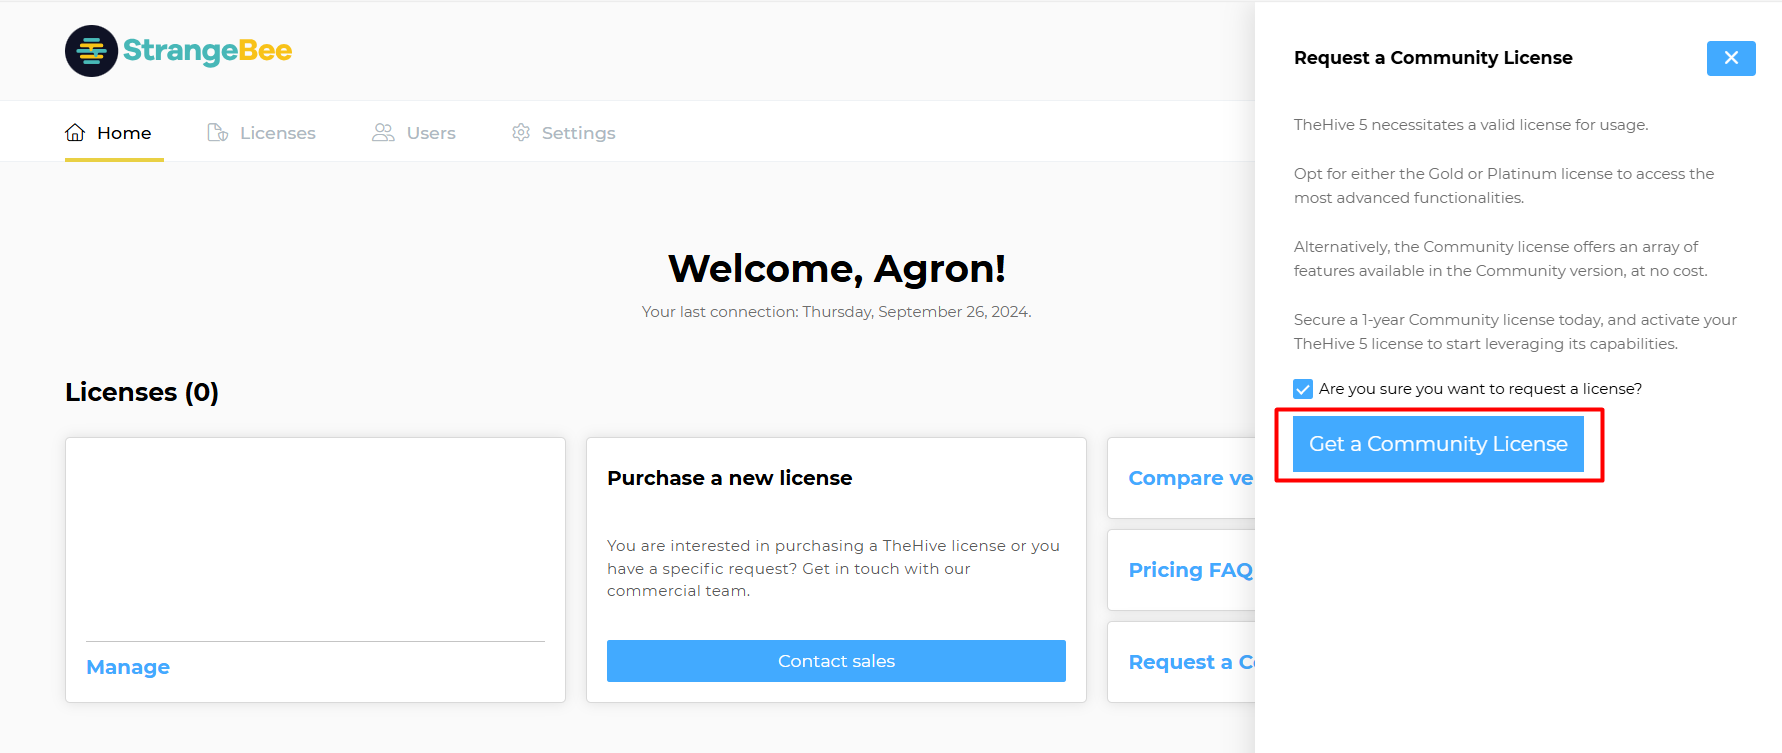 StrangeBee
Home
Licenses
Users
Settings
Welcome, Agron!
Your last connection: Thursday, September 26, 2024.
Licenses (0)
Manage
Purchase a new license
You are interested in purchasing a TheHive license or you
have a specific request? Get in touch with our
commercial team.
Contact sales
Compare ve
Pricing FAQ
Request a C
Request a Community License
TheHive 5 necessitates a valid license for usage.
Opt for either the Gold or Platinum license to access the
most advanced functionalities.
Alternatively, the Community license offers an array of
features available in the Community version, at no cost.
Secure a 1-year Community license today, and activate your
TheHive 5 license to start leveraging its capabilities.
Are you sure you want to request a license?
Get a Community License